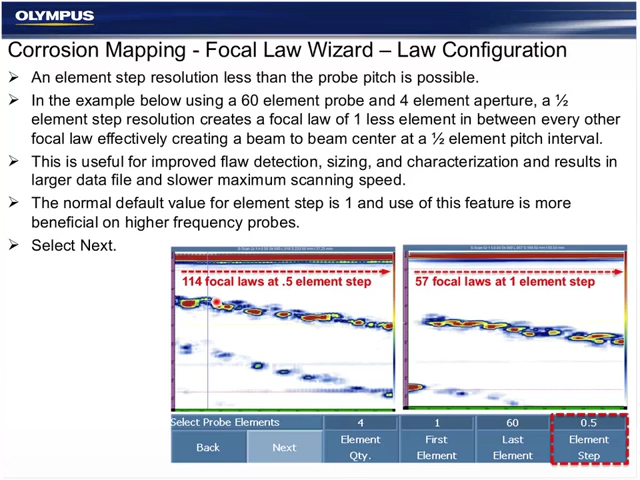 OLYMPUS
Corrosion Mapping - Focal Law Wizard – Law Configuration
➢ An element step resolution less than the probe pitch is possible.
➢ In the example below using a 60 element probe and 4 element aperture, a ½
element step resolution creates a focal law of 1 less element in between every other
focal law effectively creating a beam to beam center at a ½ element pitch interval.
➢ This is useful for improved flaw detection, sizing, and characterization and results in
larger data file and slower maximum scanning speed.
➢ The normal default value for element step is 1 and use of this feature is more
beneficial on higher frequency probes.
➢ Select Next.
114 focal laws at .5 element step
57 focal laws at 1 element step
Select Probe Elements 4 1 60 0.5
Back Next Element First Last Element
Qty. Element Element Step